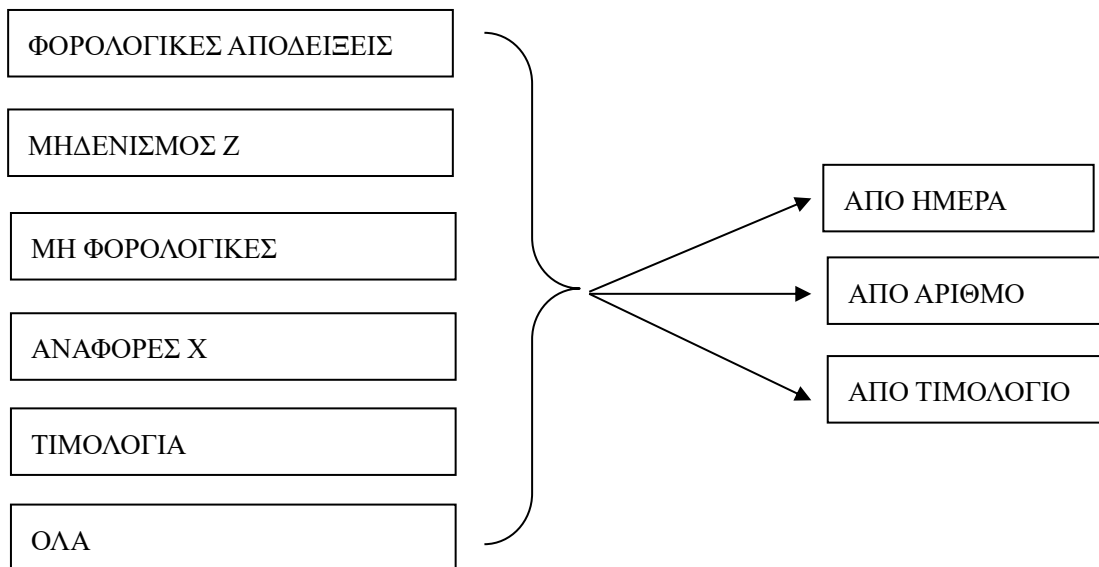 ΦΟΡΟΛΟΓΙΚΕΣ ΑΠΟΔΕΙΞΕΙΣ
ΜΗΔΕΝΙΣΜΟΣ Ζ
ΜΗ ΦΟΡΟΛΟΓΙΚΕΣ
ΑΝΑΦΟΡΕΣ Χ
ΤΙΜΟΛΟΓΙΑ
ΟΛΑ
ΑΠΟ ΗΜΕΡΑ
ΑΠΟ ΑΡΙΘΜΟ
ΑΠΟ ΤΙΜΟΛΟΓΙΟ